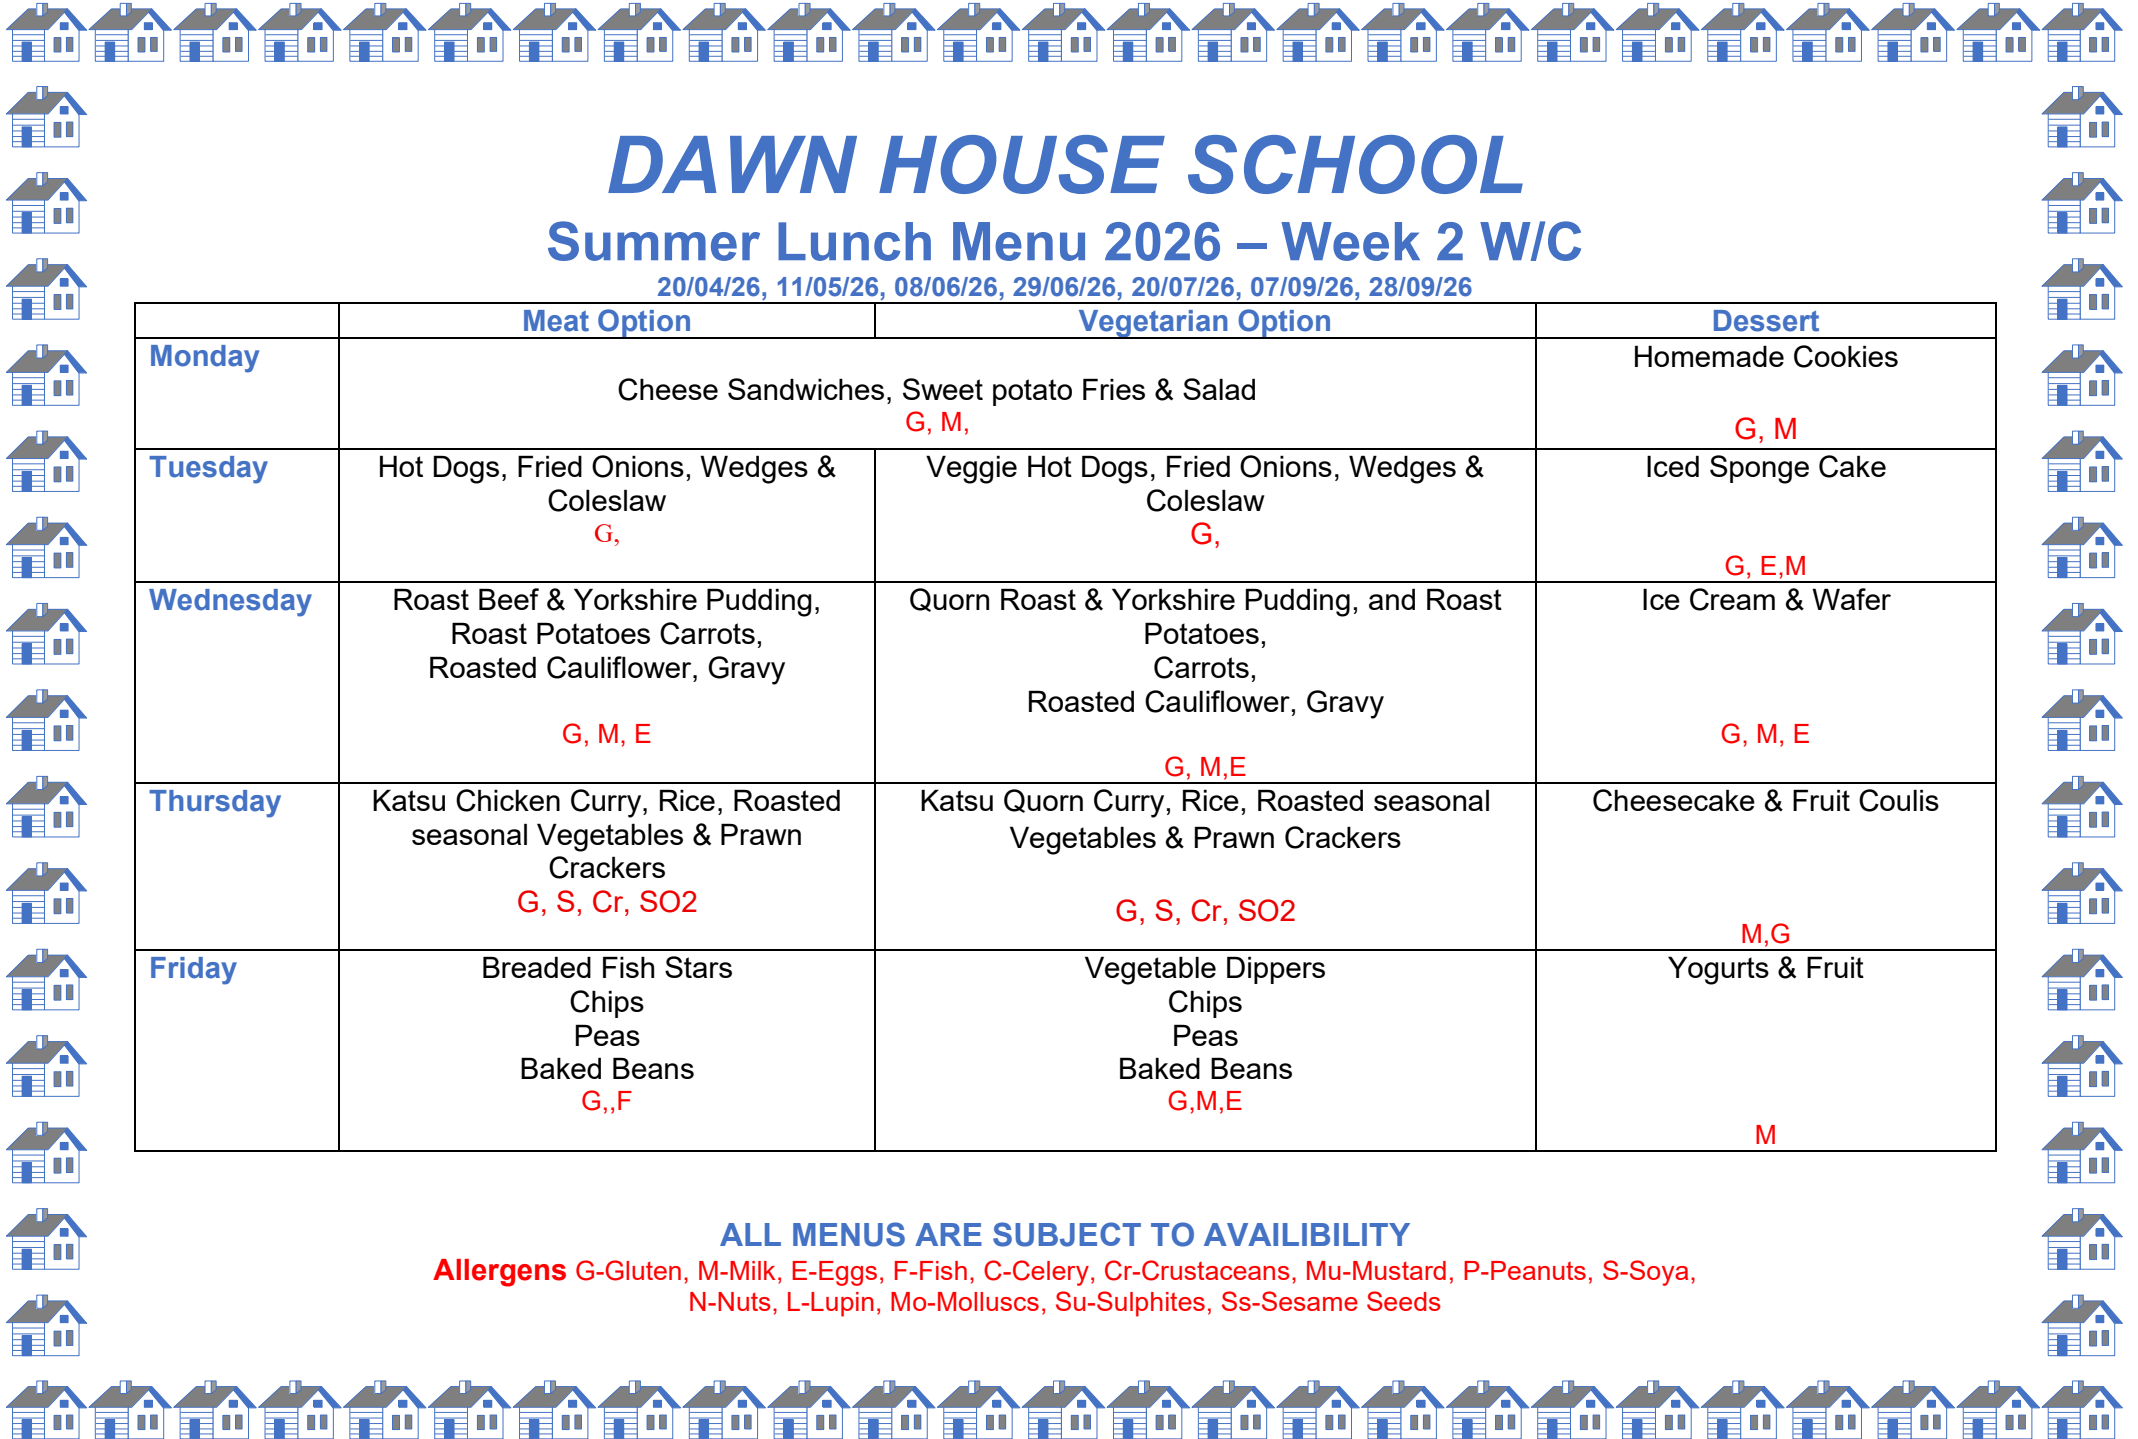 DAWN HOUSE SCHOOL
Summer Lunch Menu 2026 – Week 2 W/C
20/04/26, 11/05/26, 08/06/26, 29/06/26, 20/07/26, 07/09/26, 28/09/26
Meat Option
Vegetarian Option
Dessert
Monday
Cheese Sandwiches, Sweet potato Fries & Salad
G, M,
Homemade Cookies
G, M
Tuesday
Hot Dogs, Fried Onions, Wedges &
Coleslaw
G,
Veggie Hot Dogs, Fried Onions, Wedges &
Coleslaw
G,
Iced Sponge Cake
G, E,M
Wednesday
Roast Beef & Yorkshire Pudding,
Roast Potatoes Carrots,
Roasted Cauliflower, Gravy
G, M, E
Quorn Roast & Yorkshire Pudding, and Roast
Potatoes,
Carrots,
Roasted Cauliflower, Gravy
G, M,E
Ice Cream & Wafer
G, M, E
Thursday
Katsu Chicken Curry, Rice, Roasted
seasonal Vegetables & Prawn
Crackers
G, S, Cr, SO2
Katsu Quorn Curry, Rice, Roasted seasonal
Vegetables & Prawn Crackers
G, S, Cr, SO2
Cheesecake & Fruit Coulis
M,G
Friday
Breaded Fish Stars
Chips
Peas
Baked Beans
G,,F
Vegetable Dippers
Chips
Peas
Baked Beans
G,M,E
Yogurts & Fruit
M
ALL MENUS ARE SUBJECT TO AVAILIBILITY
Allergens G-Gluten, M-Milk, E-Eggs, F-Fish, C-Celery, Cr-Crustaceans, Mu-Mustard, P-Peanuts, S-Soya,
N-Nuts, L-Lupin, Mo-Molluscs, Su-Sulphites, Ss-Sesame Seeds